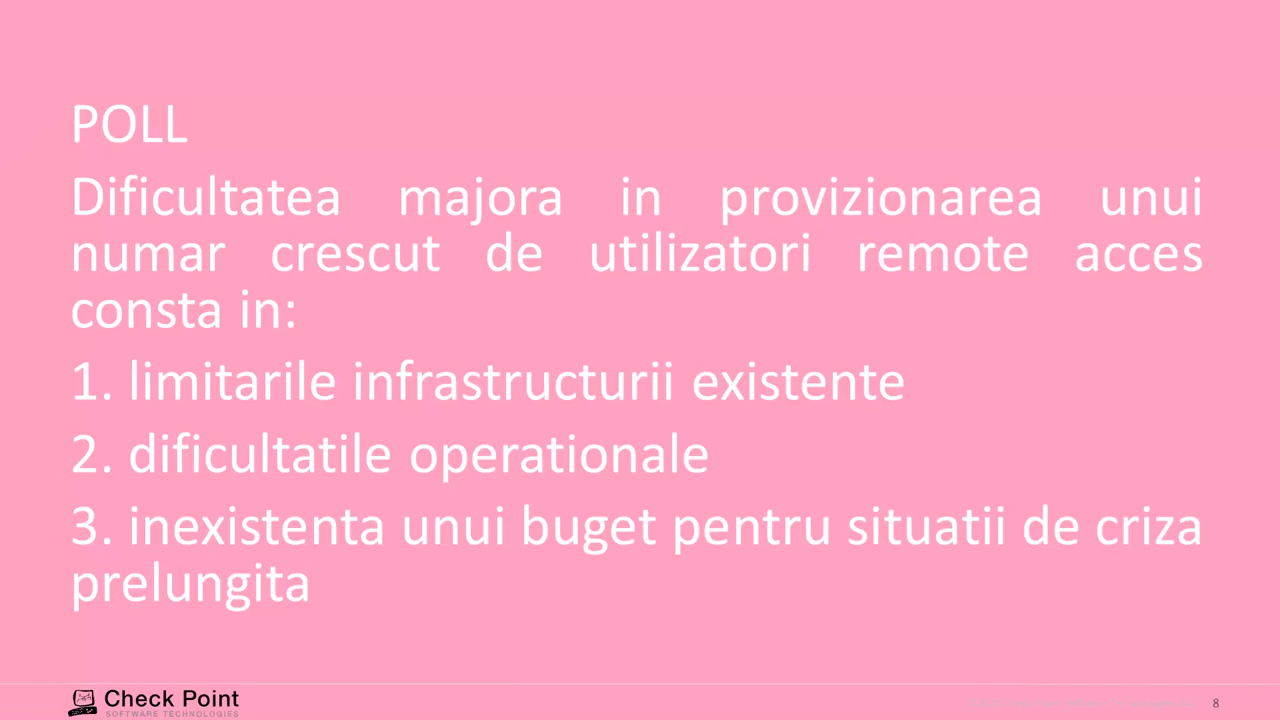 POLL
Dificultatea majora in provizionarea unui
numar crescut de utilizatori remote acces
consta in:
1. limitarile infrastructurii existente
2. dificultatile operationale
3. inexistenta unui buget pentru situatii de criza
prelungita
Check Point
SOFTWARE TECHNOLOGIES
8